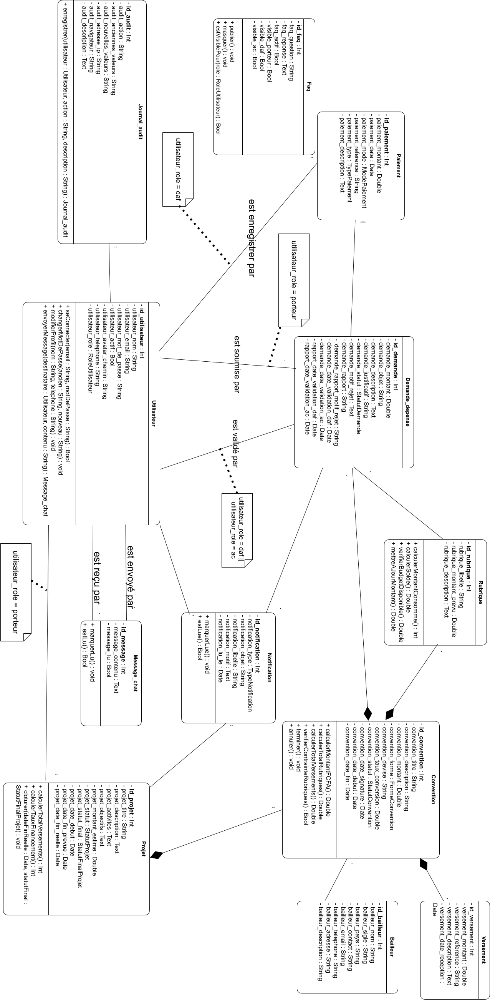 Versement
- id_versement : Int
- versement_montant : Double
- versement_reference : String
- versement_description : Text
- versement_date_reception :
Date
Rubrique
- id_rubrique : Int
- rubrique_libelle : String
- rubrique_montant_prevu : Double
- rubrique_description : Text
+ calculerMontantConsomme() : Int
+ calculerSolde() : Double
+ verifierBudgetDisponible() : Double
+ mettreAJourMontant() : Double
Convention
- id_convention : Int
- convention_titre : String
- convention_description : String
- convention_montant : Double
- convention_forme : FormeConvention
- convention_devise : String
- convention_taux_conversion : Double
- convention_statut : StatutConvention
- convention_date_signature : Date
- convention_date_debut : Date
- convention_date_fin : Date
+ calculerMontantFCFA() : Double
+ calculerTotalRubriques() : Double
+ calculerTotalVersements() : Double
+ verifierContrainteRubriques() : Bool
+ terminer() : void
+ annuler() : void
Bailleur
- id_bailleur : Int
- bailleur_nom : String
- bailleur_sigle : String
- bailleur_pays : String
- bailleur_contact : String
- bailleur_email : String
- bailleur_telephone : String
- bailleur_adresse : String
- bailleur_description : String
Paiement
- id_paiement : Int
- paiement_montant : Double
- paiement_date : Date
- paiement_mode : ModePaiement
- paiement_reference : String
- paiement_type : TypePaiement
- paiement_description : Text
Demande_depense
- id_demande : Int
- demande_montant : Double
- demande_objet : String
- demande_description : Text
- demande_justificatif : String
- demande_statut : StatutDemande
- demande_motif_rejet : Text
- demande_rapport : String
- demande_rapport_motif_rejet : String
- demande_date_validation_daf : Date
- demande_date_validation_ac : Date
- rapport_date_validation_daf : Date
- rapport_date_validation_ac : Date
Faq
- id_faq : Int
- faq_question : String
- faq_reponse : Text
- faq_actif : Bool
- visible_porteur : Bool
- visible_daf : Bool
- visible_ac : Bool
+ publier() : void
+ masquer() : void
+ estVisiblePour(role : RoleUtilisateur) : Bool
utilisateur_role = porteur
est enregistrer par
est soumise par
est validé par
utilisateur_role = daf ||
utilisateur_role = ac
utilisateur_role = daf
Notification
- id_notification : Int
- notification_type : TypeNotification
- notification_objet : String
- notification_libelle : String
- notification_motif : Text
- notification_lu_le : Date
+ marquerLue() : void
+ estLue() : Bool
Utilisateur
- id_utilisateur : Int
- utilisateur_nom : String
- utilisateur_email : String
- utilisateur_mot_de_passe : String
- utilisateur_actif : Bool
- utilisateur_avatar_chemin : String
- utilisateur_telephone : String
- utilisateur_role : RoleUtilisateur
+ seConnecter(email : String, motDePasse : String) : Bool
+ changerMotDePasse(ancien : String, nouveau : String) : void
+ modifierProfil(nom : String, telephone : String) : void
+ envoyerMessage(destinataire : Utilisateur, contenu : String) : Message_chat
Journal_audit
- id_audit : Int
- audit_action : String
- audit_anciennes_valeurs : String
- audit_nouvelles_valeurs : String
- audit_adresse_ip : String
- audit_navigateur : String
- audit_description : Text
+ enregistrer(utilisateur : Utilisateur, action : String, description : String) : Journal_audit
est envoyé par
est reçu par
Message_chat
- id_message : Int
- message_contenu : Text
- message_lu : Bool
+ marquerLu() : void
+ estLu() : Bool
Projet
- id_projet : Int
- projet_titre : String
- projet_description : Text
- projet_activites : Text
- projet_objectifs : Text
- projet_montant_estime : Double
- projet_statut : StatutProjet
- projet_statut_final : StatutFinalProjet
- projet_date_debut : Date
- projet_date_fin_prevue : Date
- projet_date_fin_reelle : Date
+ calculerTotalVersements() : Int
+ calculerTauxFinancement() : Int
+ cloturer(dateFinReelle : Date, statutFinal :
StatutFinalProjet) : void
utilisateur_role = porteur